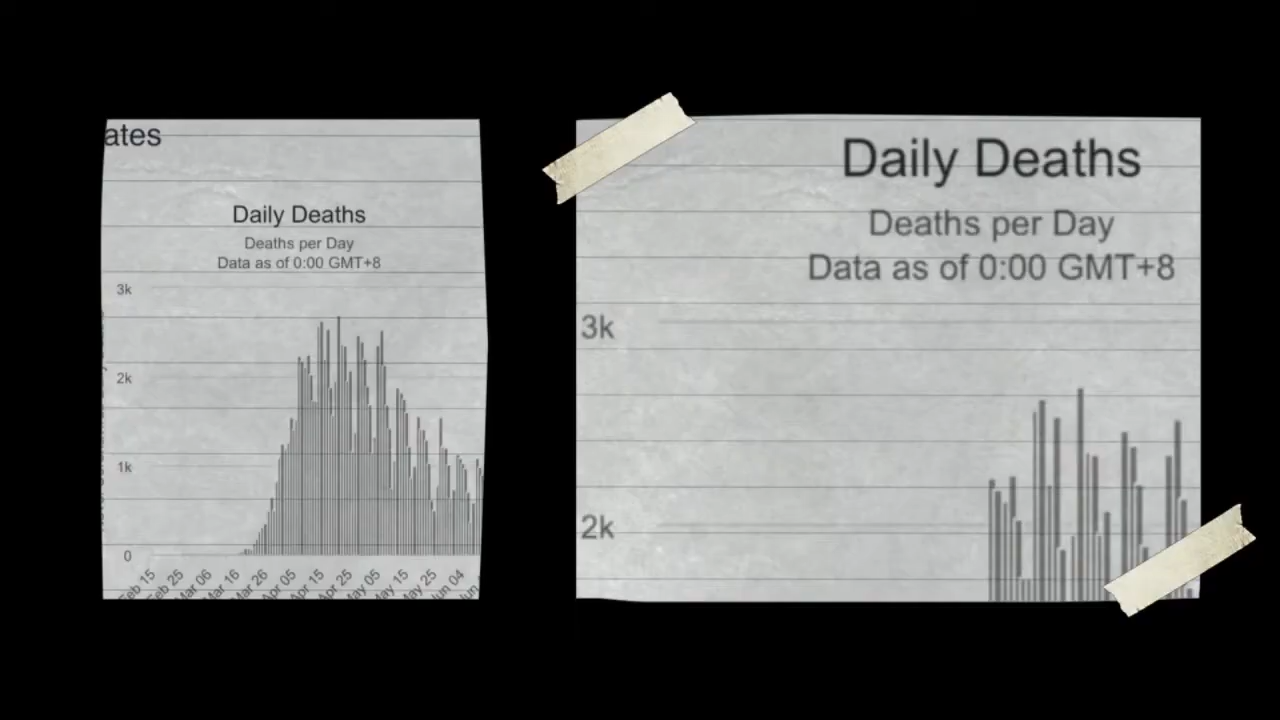 ates
Daily Deaths
Deaths per Day
Data as of 0:00 GMT+8
3k
2k
1k
0
Feb 15
Feb 25
Mar 06
Mar 16
Mar 26
Apr 05
Apr 15
Apr 25
May 05
May 15
May 25
Jun 04
Daily Deaths
Deaths per Day
Data as of 0:00 GMT+8
3k
2k